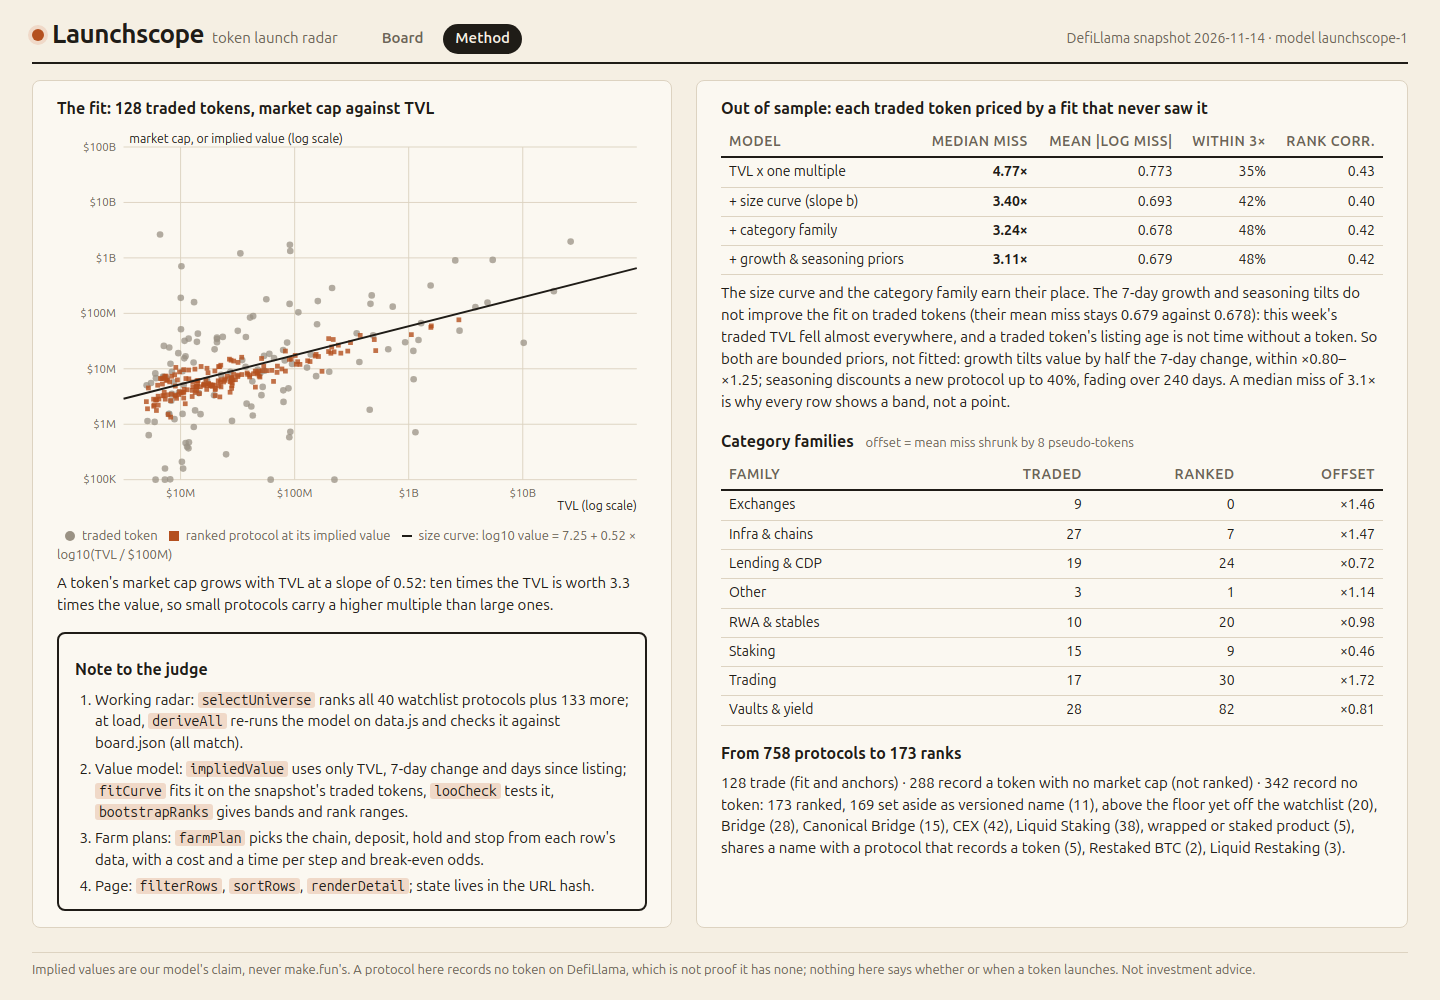 Launchscope token launch radar Board Method DefiLlama snapshot 2026-11-14 · model launchscope-1
The fit: 128 traded tokens, market cap against TVL
market cap, or implied value (log scale)
$100B
$10B
$1B
$100M
$10M
$1M
$100K
$10M $100M $1B $10B
TVL (log scale)
traded token ranked protocol at its implied value size curve: log10 value = 7.25 + 0.52 ×
log10(TVL / $100M)
A token's market cap grows with TVL at a slope of 0.52: ten times the TVL is worth 3.3
times the value, so small protocols carry a higher multiple than large ones.
Note to the judge
1. Working radar: selectUniverse ranks all 40 watchlist protocols plus 133 more;
at load, deriveAll re-runs the model on data.js and checks it against
board.json (all match).
2. Value model: impliedValue uses only TVL, 7-day change and days since listing;
fitCurve fits it on the snapshot's traded tokens, looCheck tests it,
bootstrapRanks gives bands and rank ranges.
3. Farm plans: farmPlan picks the chain, deposit, hold and stop from each row's
data, with a cost and a time per step and break-even odds.
4. Page: filterRows, sortRows, renderDetail; state lives in the URL hash.
Out of sample: each traded token priced by a fit that never saw it
MODEL MEDIAN MISS MEAN |LOG MISS| WITHIN 3× RANK CORR.
TVL x one multiple 4.77× 0.773 35% 0.43
+ size curve (slope b) 3.40× 0.693 42% 0.40
+ category family 3.24× 0.678 48% 0.42
+ growth & seasoning priors 3.11× 0.679 48% 0.42
The size curve and the category family earn their place. The 7-day growth and seasoning tilts do
not improve the fit on traded tokens (their mean miss stays 0.679 against 0.678): this week's
traded TVL fell almost everywhere, and a traded token's listing age is not time without a token. So
both are bounded priors, not fitted: growth tilts value by half the 7-day change, within ×0.80–
×1.25; seasoning discounts a new protocol up to 40%, fading over 240 days. A median miss of 3.1×
is why every row shows a band, not a point.
Category families offset = mean miss shrunk by 8 pseudo-tokens
FAMILY TRADED RANKED OFFSET
Exchanges 9 0 ×1.46
Infra & chains 27 7 ×1.47
Lending & CDP 19 24 ×0.72
Other 3 1 ×1.14
RWA & stables 10 20 ×0.98
Staking 15 9 ×0.46
Trading 17 30 ×1.72
Vaults & yield 28 82 ×0.81
From 758 protocols to 173 ranks
128 trade (fit and anchors) · 288 record a token with no market cap (not ranked) · 342 record no
token: 173 ranked, 169 set aside as versioned name (11), above the floor yet off the watchlist (20),
Bridge (28), Canonical Bridge (15), CEX (42), Liquid Staking (38), wrapped or staked product (5),
shares a name with a protocol that records a token (5), Restaked BTC (2), Liquid Restaking (3).
Implied values are our model's claim, never make.fun's. A protocol here records no token on DefiLlama, which is not proof it has none; nothing here says whether or when a token launches. Not investment advice.